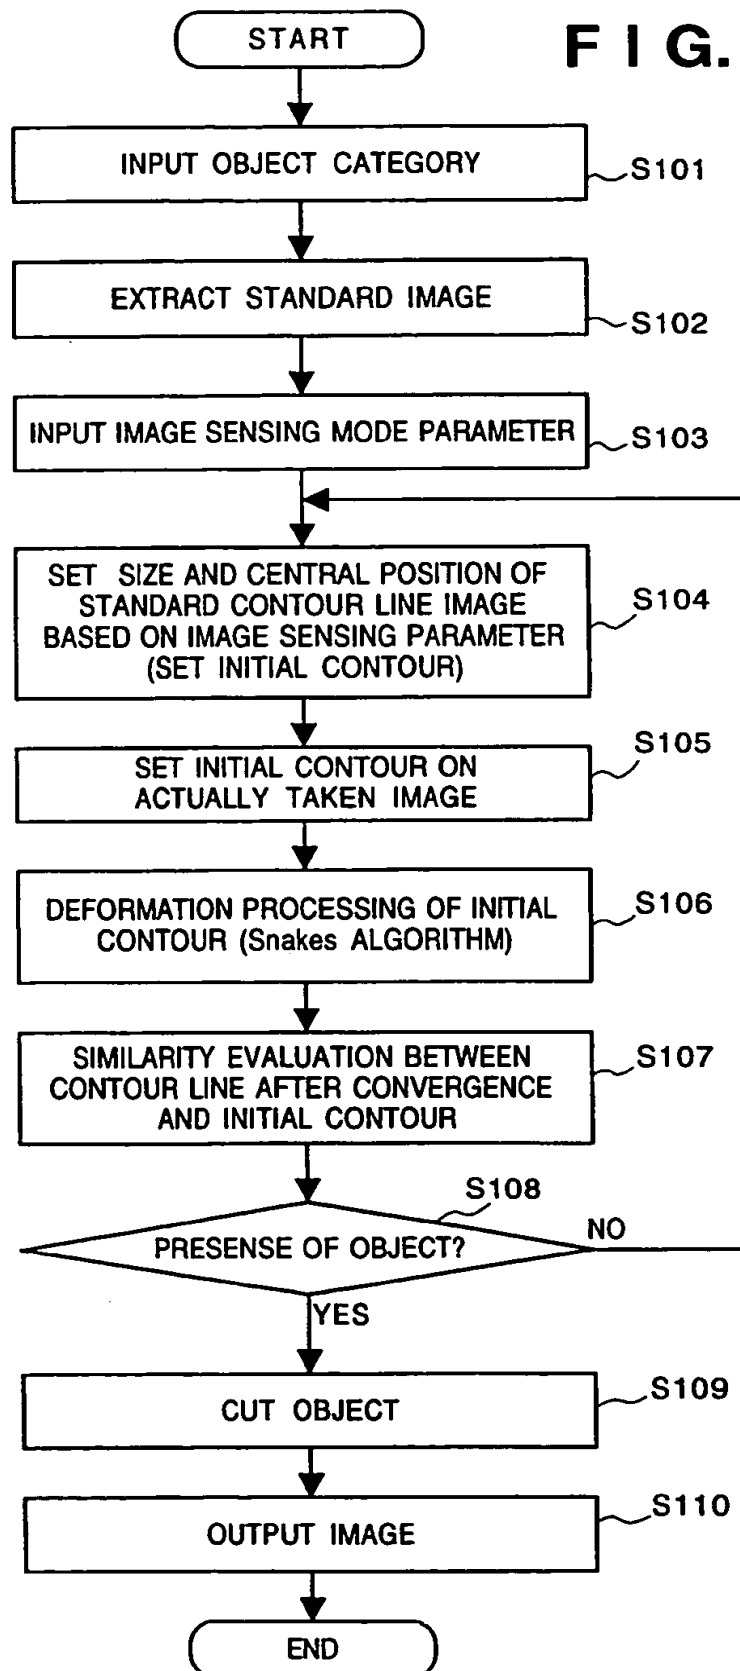 START
FIG.
INPUT OBJECT CATEGORY
S101
EXTRACT STANDARD IMAGE
S102
INPUT IMAGE SENSING MODE PARAMETER
S103
SET SIZE AND CENTRAL POSITION OF
STANDARD CONTOUR LINE IMAGE
BASED ON IMAGE SENSING PARAMETER
(SET INITIAL CONTOUR)
S104
SET INITIAL CONTOUR ON
ACTUALLY TAKEN IMAGE
S105
DEFORMATION PROCESSING OF INITIAL
CONTOUR (Snakes ALGORITHM)
S106
SIMILARITY EVALUATION BETWEEN
CONTOUR LINE AFTER CONVERGENCE
AND INITIAL CONTOUR
S107
S108
PRESENSE OF OBJECT?
NO
YES
CUT OBJECT
S109
OUTPUT IMAGE
S110
END